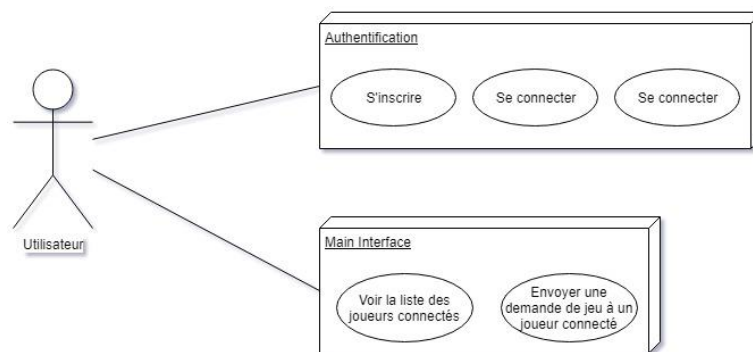 Authentification
S'inscrire
Se connecter
Se connecter
Utilisateur
Main Interface
Voir la liste des
joueurs connectés
Envoyer une
demande de jeu à un
joueur connecté